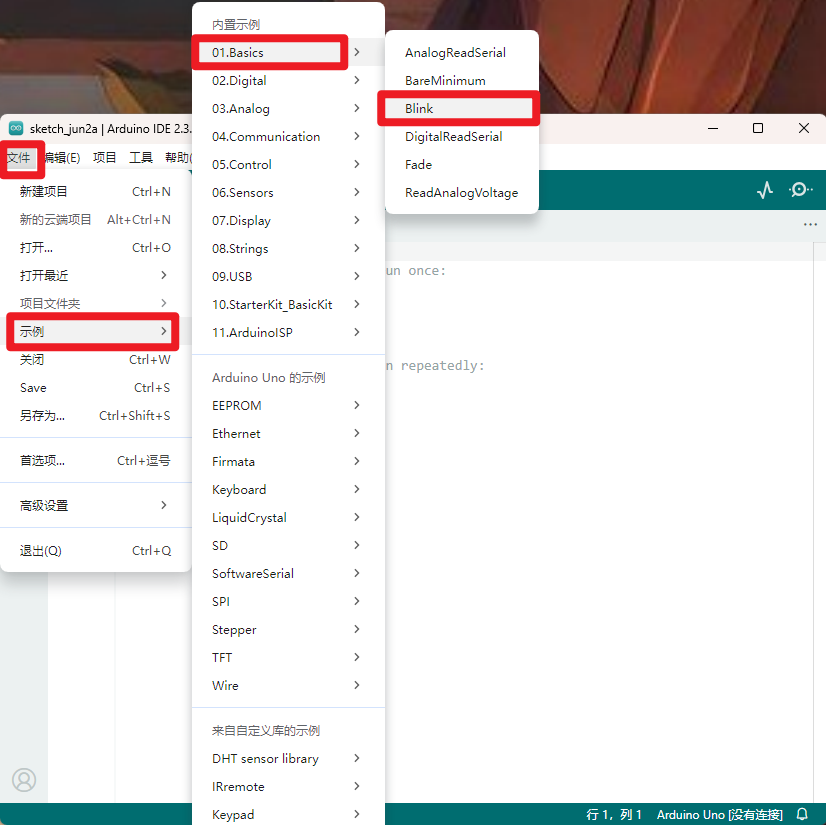 sketch_jun2a | Arduino IDE 2.3.
文件 编辑(E) 项目 工具 帮助(
新建项目 Ctrl+N
新的云端项目 Alt+Ctrl+N
打开... Ctrl+O
打开最近
项目文件夹
示例
关闭 Ctrl+W
Save Ctrl+S
另存为... Ctrl+Shift+S
首选项... Ctrl+逗号
高级设置
退出(Q) Ctrl+Q
内置示例
01.Basics
02.Digital
03.Analog
04.Communication
05.Control
06.Sensors
07.Display
08.Strings
09.USB
10.StarterKit_BasicKit
11.ArduinoISP
Arduino Uno 的示例
EEPROM
Ethernet
Firmata
Keyboard
LiquidCrystal
SD
SoftwareSerial
SPI
Stepper
TFT
Wire
来自自定义库的示例
DHT sensor library
IRremote
Keypad
AnalogReadSerial
BareMinimum
Blink
DigitalReadSerial
Fade
ReadAnalogVoltage
un once:
n repeatedly:
行 1，列 1 Arduino Uno [没有连接]